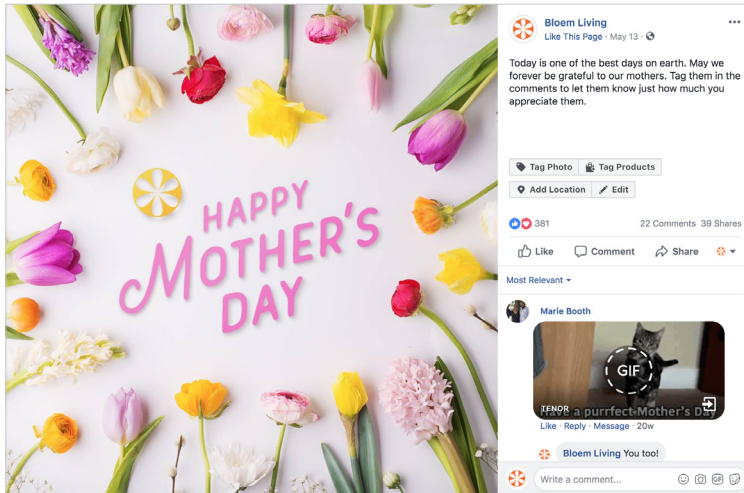 HAPPY
MOTHER'S
DAY
Bloem Living
Like This Page · May 13 ·
Today is one of the best days on earth. May we
forever be grateful to our mothers. Tag them in the
comments to let them know just how much you
appreciate them.
Tag Photo Tag Products
Add Location Edit
381 22 Comments 39 Shares
Like Comment Share
Most Relevant
Marie Booth
GIF
TENOR
Have a purrfect Mother's Day
Like · Reply · Message · 20w
Bloem Living You too!
Write a comment...
GIF